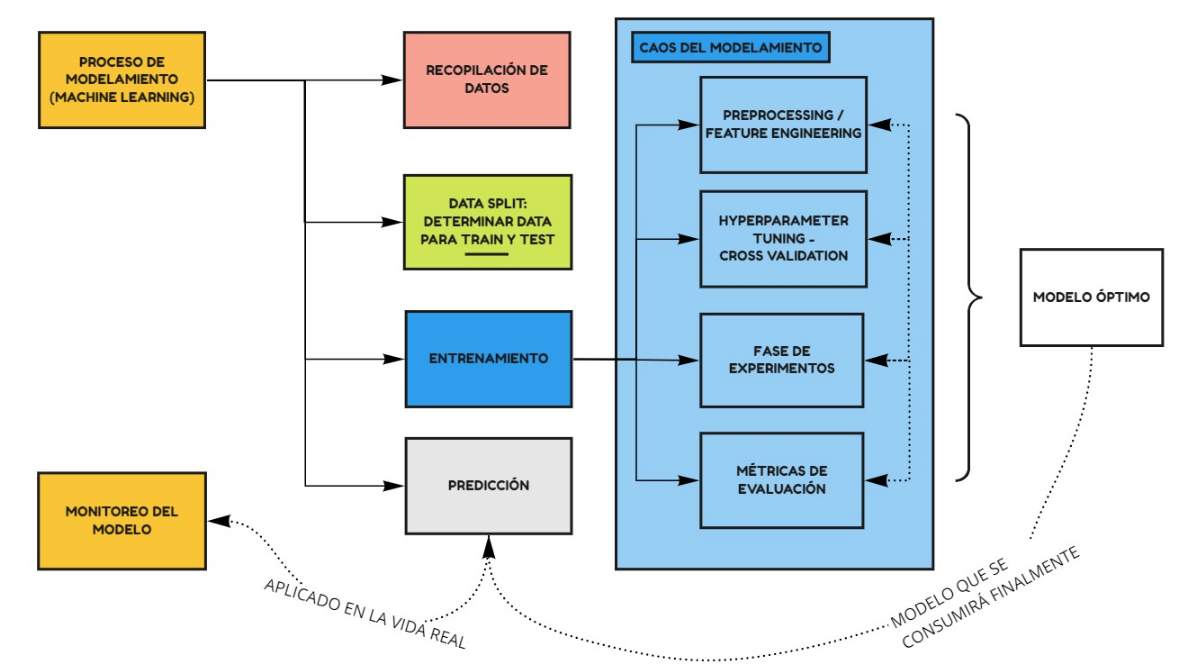 PROCESO DE
MODELAMIENTO
(MACHINE LEARNING)
RECOPILACIÓN DE
DATOS
DATA SPLIT:
DETERMINAR DATA
PARA TRAIN Y TEST
ENTRENAMIENTO
PREDICCIÓN
MONITOREO DEL
MODELO
CAOS DEL MODELAMIENTO
PREPROCESSING /
FEATURE ENGINEERING
HYPERPARAMETER
TUNING -
CROSS VALIDATION
FASE DE
EXPERIMENTOS
MÉTRICAS DE
EVALUACIÓN
MODELO ÓPTIMO
APLICADO EN LA VIDA REAL
MODELO QUE SE
CONSUMIRÁ FINALMENTE